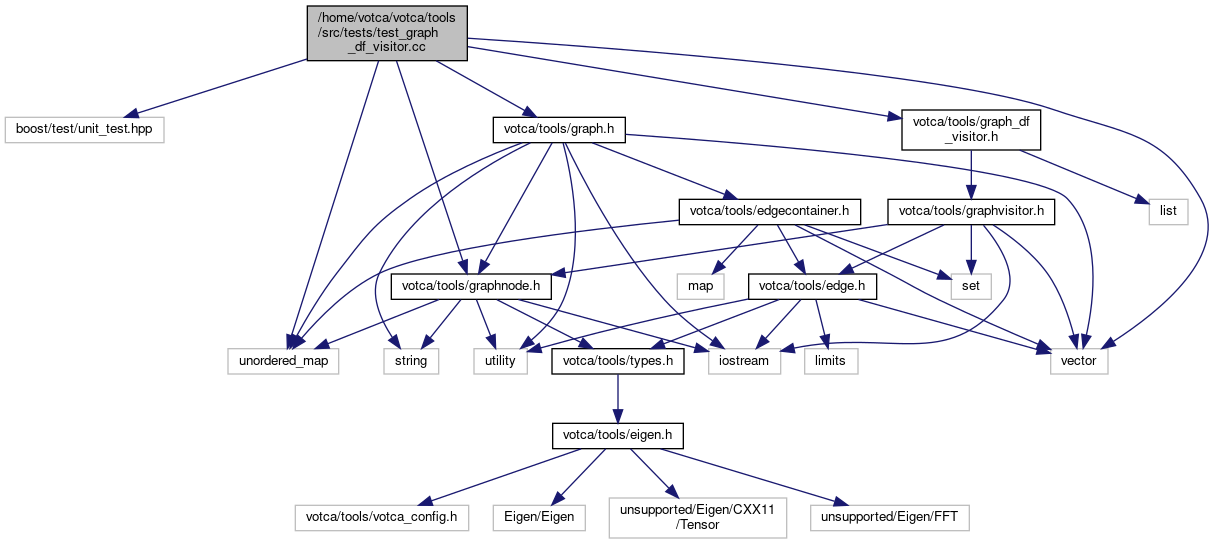 /home/votca/votca/tools
/src/tests/test_graph
_df_visitor.cc
boost/test/unit_test.hpp
votca/tools/graph.h
votca/tools/graph_df
_visitor.h
votca/tools/edgecontainer.h
votca/tools/graphvisitor.h
list
votca/tools/graphnode.h
map
votca/tools/edge.h
set
unordered_map
string
utility
votca/tools/types.h
iostream
limits
vector
votca/tools/eigen.h
votca/tools/votca_config.h
Eigen/Eigen
unsupported/Eigen/CXX11
/Tensor
unsupported/Eigen/FFT